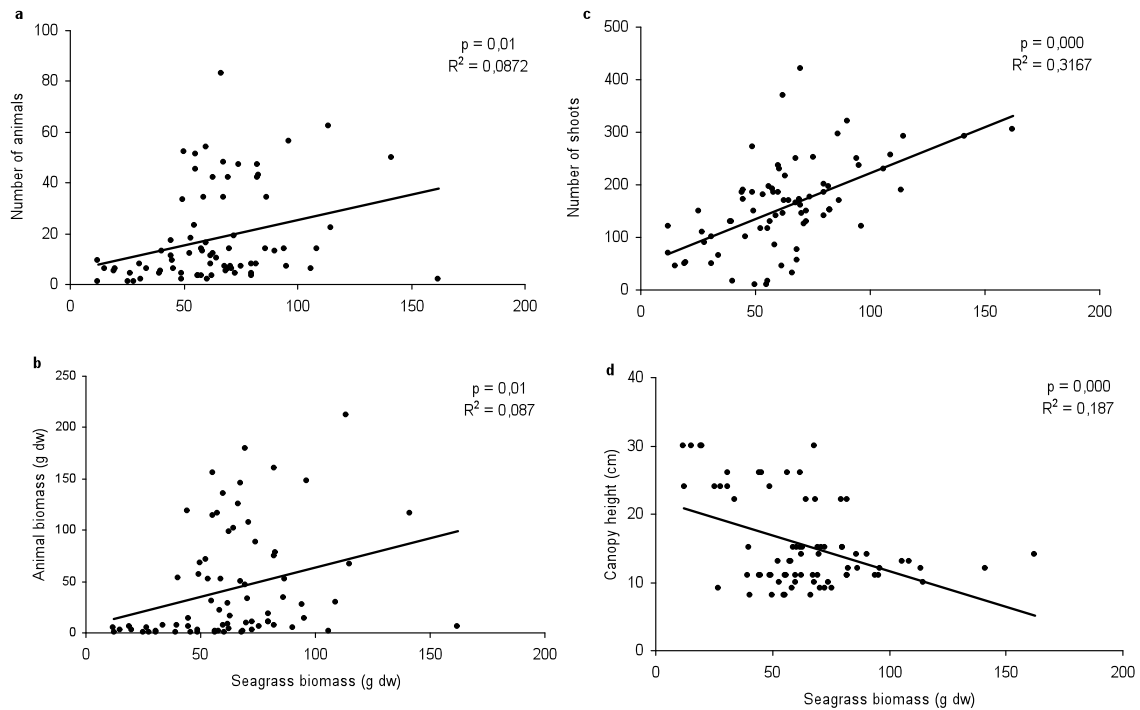 a
100
80
60
40
20
0
Number of animals
p = 0,01
R² = 0,0872
0 50 100 150 200
c
500
400
300
200
100
0
Number of shoots
p = 0,000
R² = 0,3167
0 50 100 150 200
b
250
200
150
100
50
0
Animal biomass (g dw)
p = 0,01
R² = 0,087
0 50 100 150 200
Seagrass biomass (g dw)
d
40
30
20
10
0
Canopy height (cm)
p = 0,000
R² = 0,187
0 50 100 150 200
Seagrass biomass (g dw)